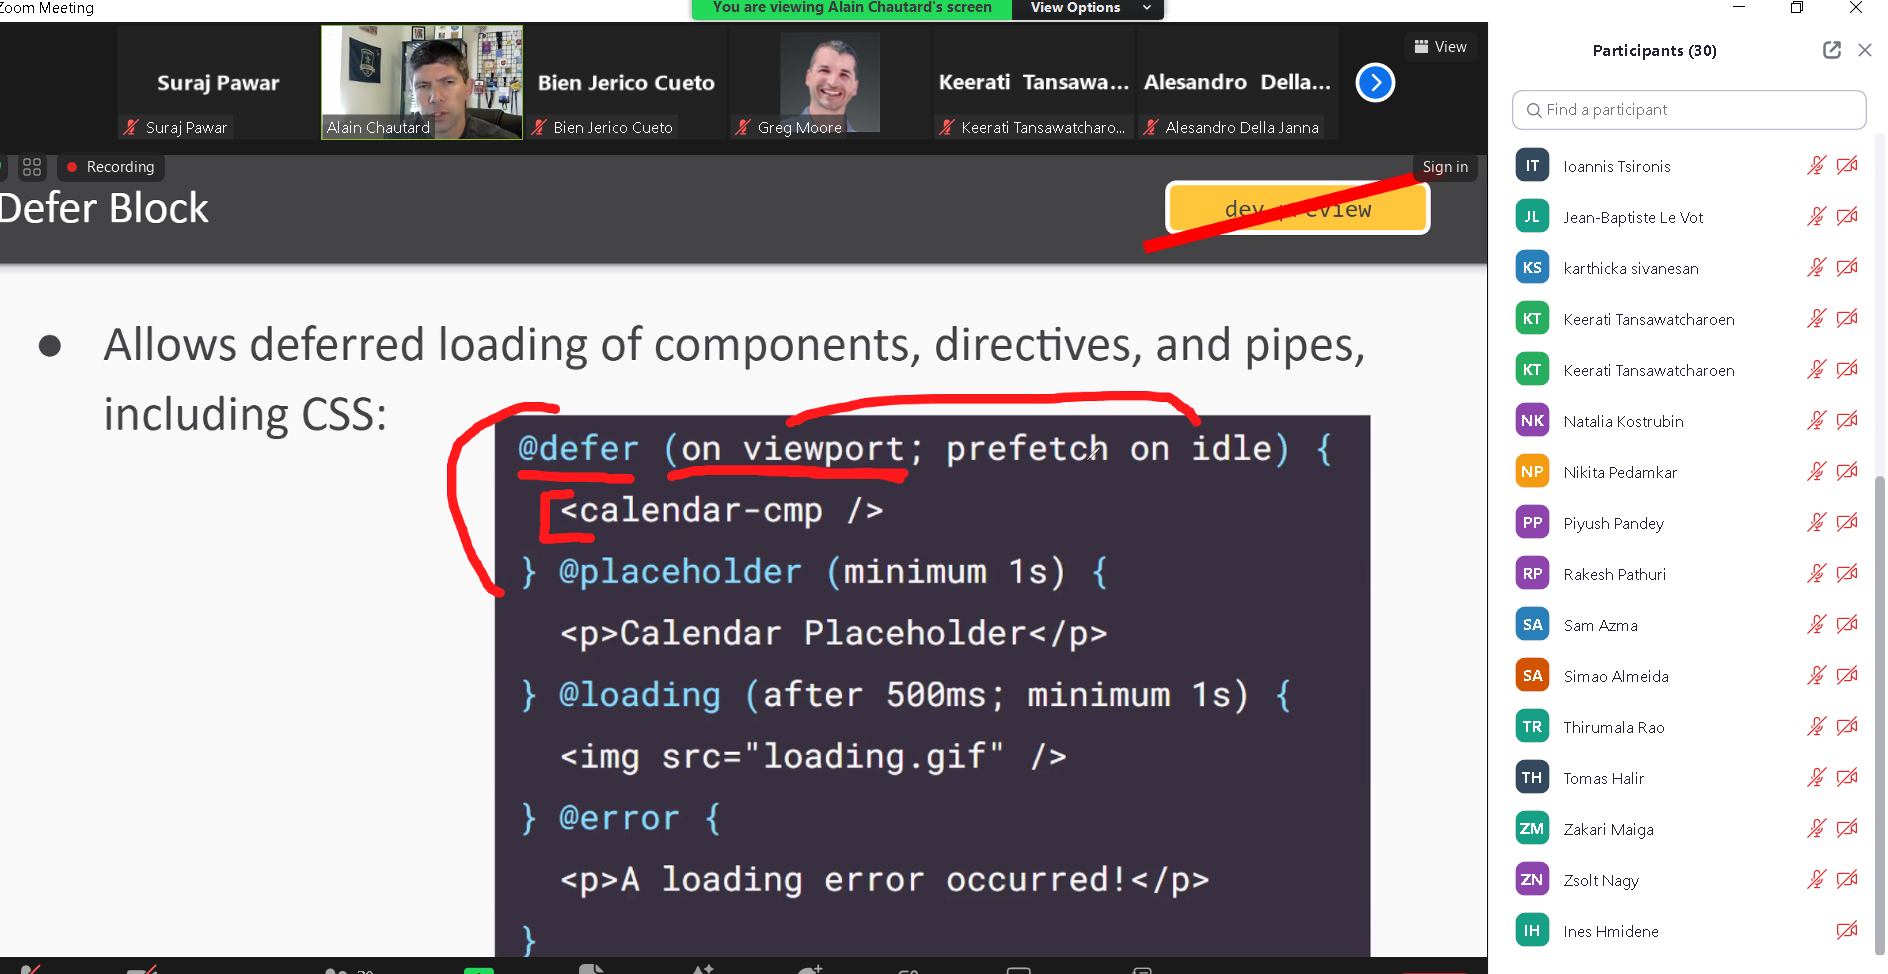 Zoom Meeting
You are viewing Alain Chautard's screen
View Options
Suraj Pawar
Suraj Pawar
Alain Chautard
Bien Jerico Cueto
Bien Jerico Cueto
Greg Moore
Keerati Tansawa...
Keerati Tansawatcharo...
Alesandro Della...
Alesandro Della Janna
View
Recording
Sign in
Defer Block
dev preview
Allows deferred loading of components, directives, and pipes,
including CSS:
@defer (on viewport; prefetch on idle) {
<calendar-cmp />
} @placeholder (minimum 1s) {
<p>Calendar Placeholder</p>
} @loading (after 500ms; minimum 1s) {
<img src="loading.gif" />
} @error {
<p>A loading error occurred!</p>
}
Participants (30)
Find a participant
IT Ioannis Tsironis
JL Jean-Baptiste Le Vot
KS karthicka sivanesan
KT Keerati Tansawatcharoen
KT Keerati Tansawatcharoen
NK Natalia Kostrubin
NP Nikita Pedamkar
PP Piyush Pandey
RP Rakesh Pathuri
SA Sam Azma
SA Simao Almeida
TR Thirumala Rao
TH Tomas Halir
ZM Zakari Maiga
ZN Zsolt Nagy
IH Ines Hmidene